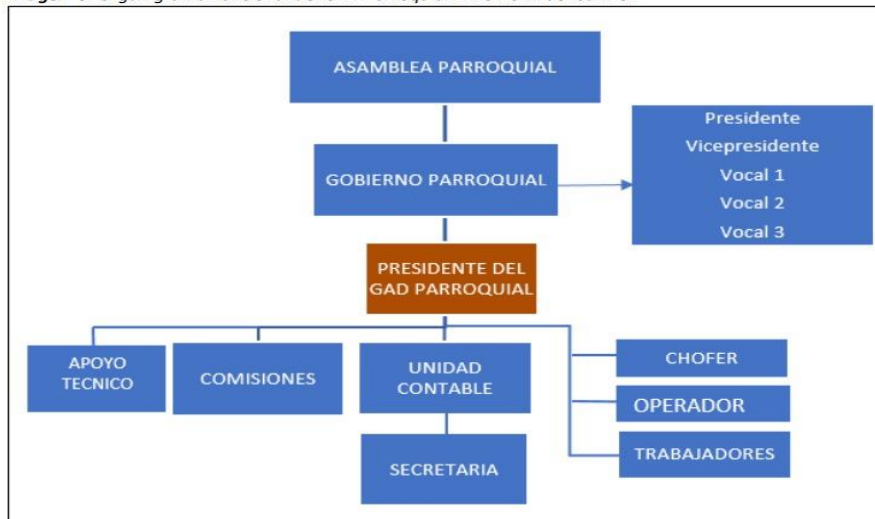 ASAMBLEA PARROQUIAL
GOBIERNO PARROQUIAL
Presidente
Vicepresidente
Vocal 1
Vocal 2
Vocal 3
PRESIDENTE DEL
GAD PARROQUIAL
APOYO
TECNICO
COMISIONES
UNIDAD
CONTABLE
SECRETARIA
CHOFER
OPERADOR
TRABAJADORES